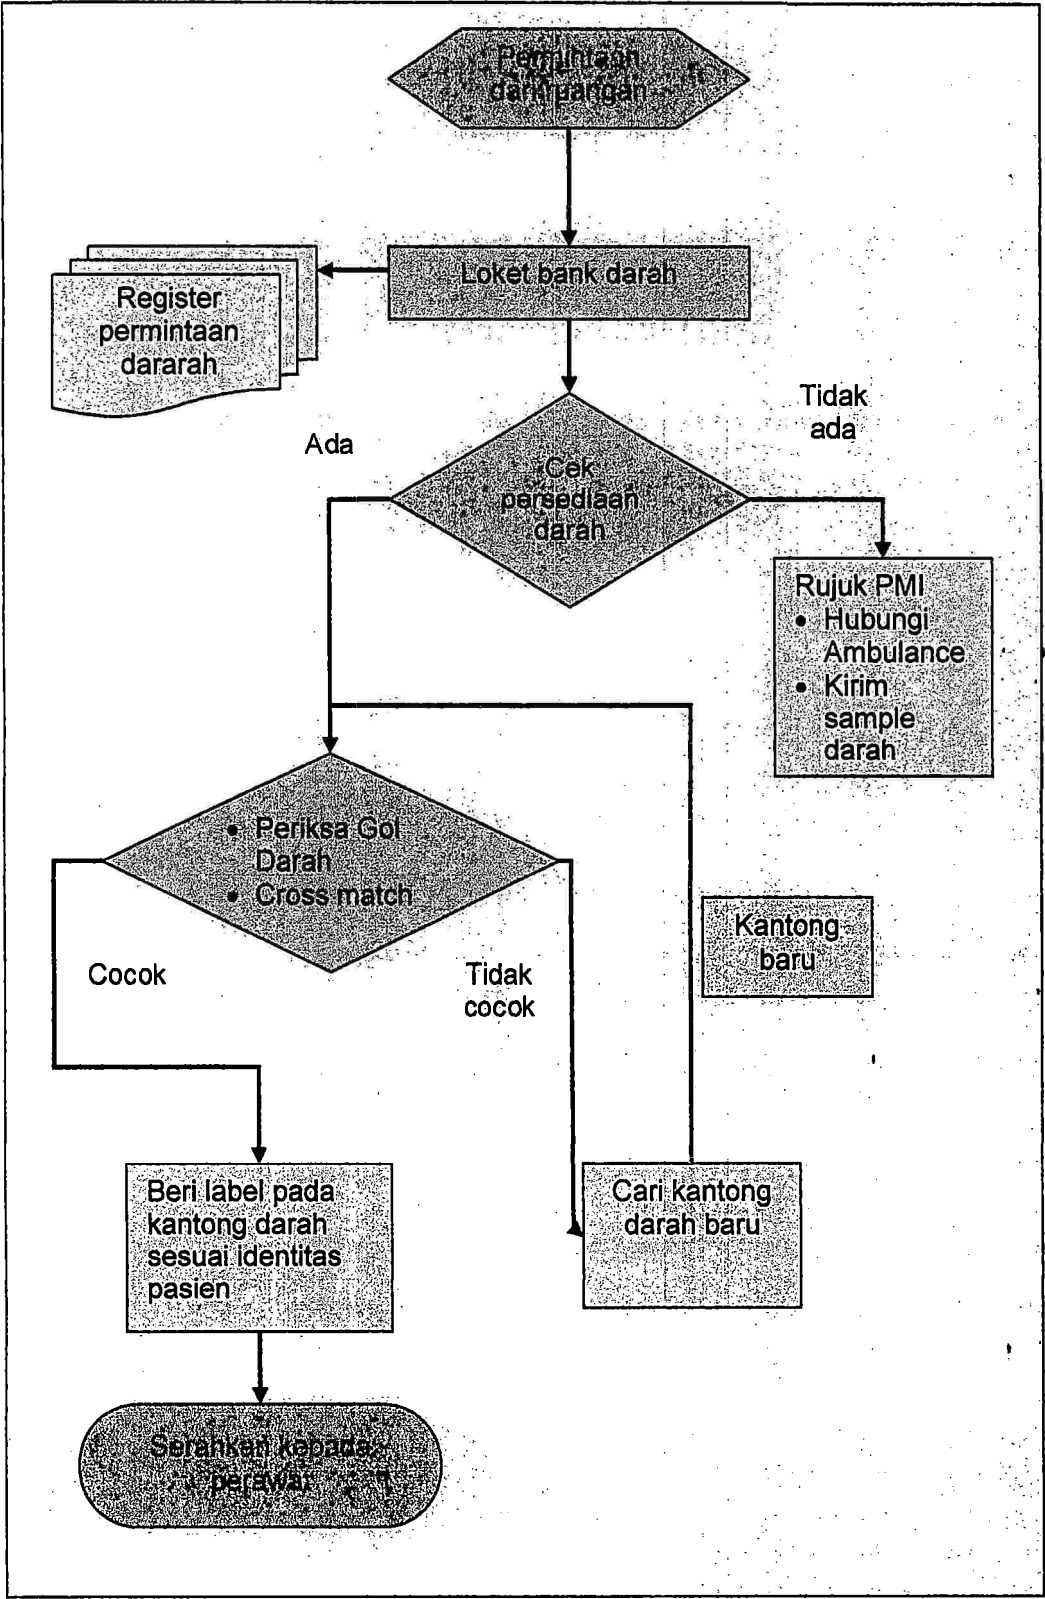 Permintaan
dari ruangan
Loket bank darah
Register
permintaan
dararah
Ada
Tidak
ada
Cek
persediaan
darah
Rujuk PMI
• Hubungi
Ambulance
• Kirim
sample
darah
• Periksa Gol
Darah
• Cross match
Kantong
baru
Cocok
Tidak
cocok
Beri label pada
kantong darah
sesuai identitas
pasien
Cari kantong
darah baru
Serahkan kepada
perawat